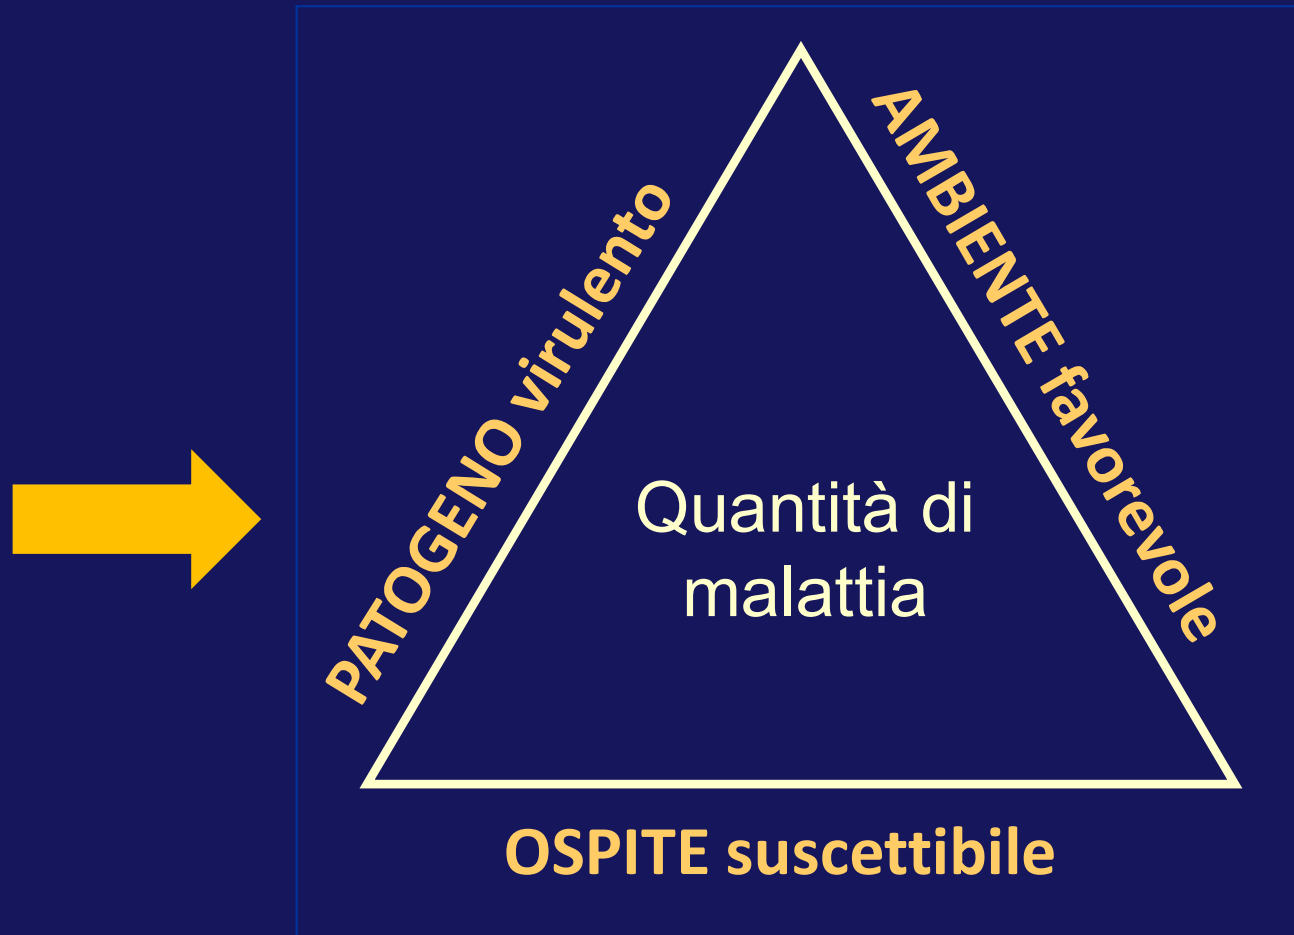 PATOGENO virulento
AMBIENTE favorevole
Quantità di
malattia
OSPITE suscettibile